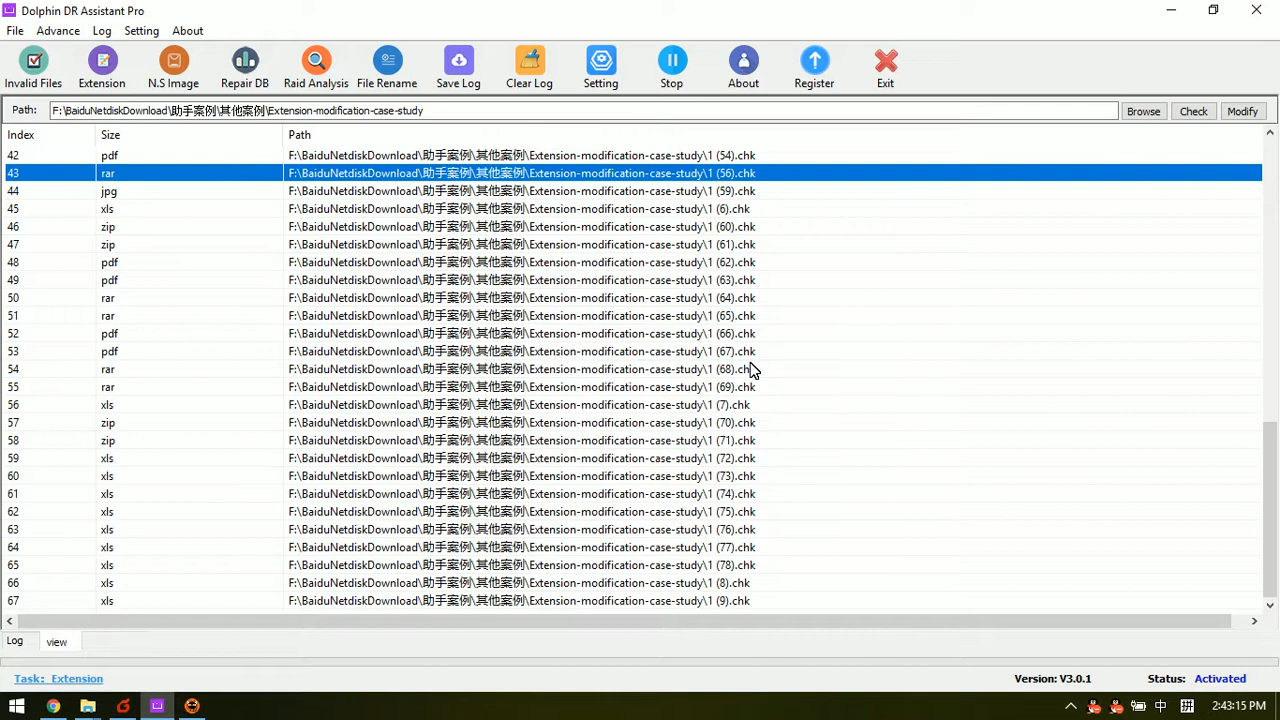 Dolphin DR Assistant Pro
File Advance Log Setting About
Invalid Files Extension N.S Image Repair DB Raid Analysis File Rename Save Log Clear Log Setting Stop About Register Exit
Path: F:\BaiduNetdiskDownload\助手案例\其他案例\Extension-modification-case-study Browse Check Modify
Index Size Path
42 pdf F:\BaiduNetdiskDownload\助手案例\其他案例\Extension-modification-case-study\1 (54).chk
43 rar F:\BaiduNetdiskDownload\助手案例\其他案例\Extension-modification-case-study\1 (56).chk
44 jpg F:\BaiduNetdiskDownload\助手案例\其他案例\Extension-modification-case-study\1 (59).chk
45 xls F:\BaiduNetdiskDownload\助手案例\其他案例\Extension-modification-case-study\1 (6).chk
46 zip F:\BaiduNetdiskDownload\助手案例\其他案例\Extension-modification-case-study\1 (60).chk
47 zip F:\BaiduNetdiskDownload\助手案例\其他案例\Extension-modification-case-study\1 (61).chk
48 pdf F:\BaiduNetdiskDownload\助手案例\其他案例\Extension-modification-case-study\1 (62).chk
49 pdf F:\BaiduNetdiskDownload\助手案例\其他案例\Extension-modification-case-study\1 (63).chk
50 rar F:\BaiduNetdiskDownload\助手案例\其他案例\Extension-modification-case-study\1 (64).chk
51 rar F:\BaiduNetdiskDownload\助手案例\其他案例\Extension-modification-case-study\1 (65).chk
52 pdf F:\BaiduNetdiskDownload\助手案例\其他案例\Extension-modification-case-study\1 (66).chk
53 pdf F:\BaiduNetdiskDownload\助手案例\其他案例\Extension-modification-case-study\1 (67).chk
54 rar F:\BaiduNetdiskDownload\助手案例\其他案例\Extension-modification-case-study\1 (68).chk
55 rar F:\BaiduNetdiskDownload\助手案例\其他案例\Extension-modification-case-study\1 (69).chk
56 xls F:\BaiduNetdiskDownload\助手案例\其他案例\Extension-modification-case-study\1 (7).chk
57 zip F:\BaiduNetdiskDownload\助手案例\其他案例\Extension-modification-case-study\1 (70).chk
58 zip F:\BaiduNetdiskDownload\助手案例\其他案例\Extension-modification-case-study\1 (71).chk
59 xls F:\BaiduNetdiskDownload\助手案例\其他案例\Extension-modification-case-study\1 (72).chk
60 xls F:\BaiduNetdiskDownload\助手案例\其他案例\Extension-modification-case-study\1 (73).chk
61 xls F:\BaiduNetdiskDownload\助手案例\其他案例\Extension-modification-case-study\1 (74).chk
62 xls F:\BaiduNetdiskDownload\助手案例\其他案例\Extension-modification-case-study\1 (75).chk
63 xls F:\BaiduNetdiskDownload\助手案例\其他案例\Extension-modification-case-study\1 (76).chk
64 xls F:\BaiduNetdiskDownload\助手案例\其他案例\Extension-modification-case-study\1 (77).chk
65 xls F:\BaiduNetdiskDownload\助手案例\其他案例\Extension-modification-case-study\1 (78).chk
66 xls F:\BaiduNetdiskDownload\助手案例\其他案例\Extension-modification-case-study\1 (8).chk
67 xls F:\BaiduNetdiskDownload\助手案例\其他案例\Extension-modification-case-study\1 (9).chk
Log view
Task: Extension Version: V3.0.1 Status: Activated
中 拼 2:43:15 PM